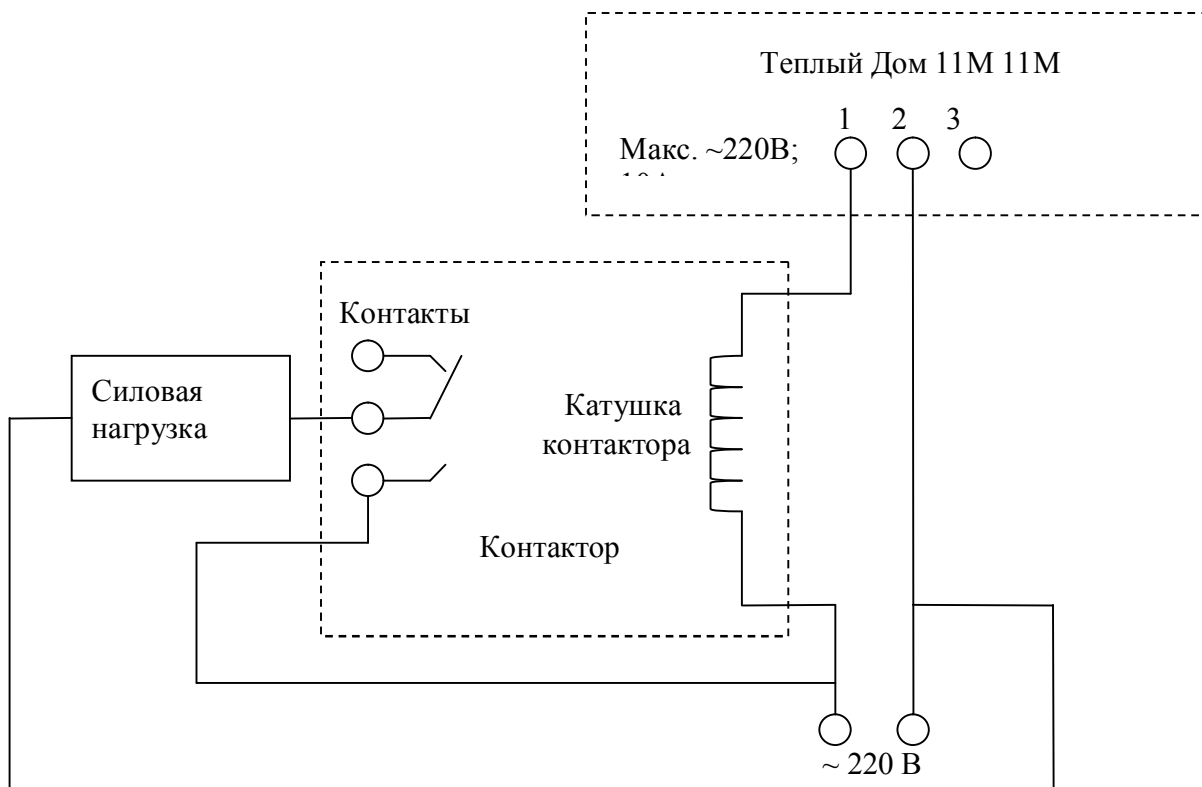 Теплый Дом 11М 11М
1 2 3
Макс. ~220В;
Контакты
Силовая
нагрузка
Катушка
контактора
Контактор
~ 220 В